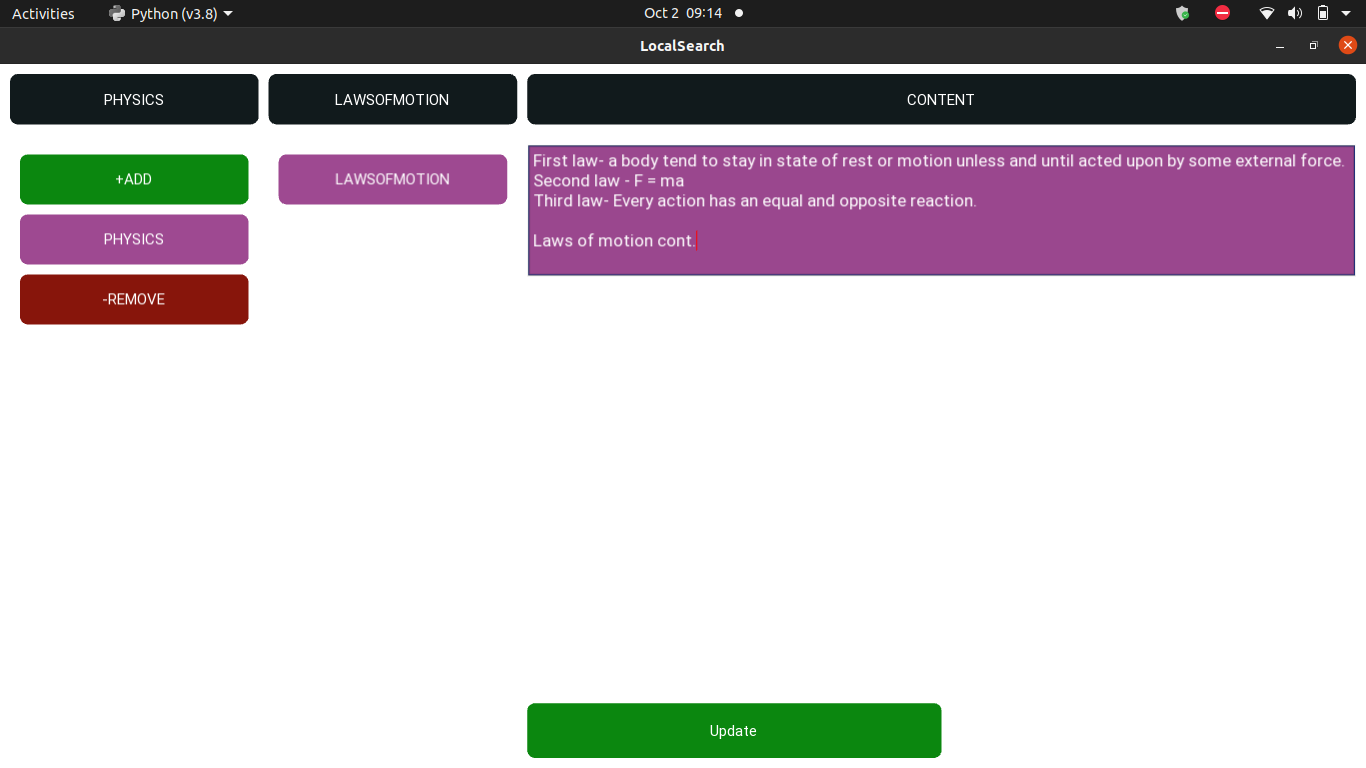 Activities Python (v3.8) Oct 2 09:14
LocalSearch
PHYSICS LAWSOFMOTION CONTENT
+ADD LAWSOFMOTION
PHYSICS
-REMOVE
First law- a body tend to stay in state of rest or motion unless and until acted upon by some external force.
Second law - F = ma
Third law- Every action has an equal and opposite reaction.
Laws of motion cont.
Update